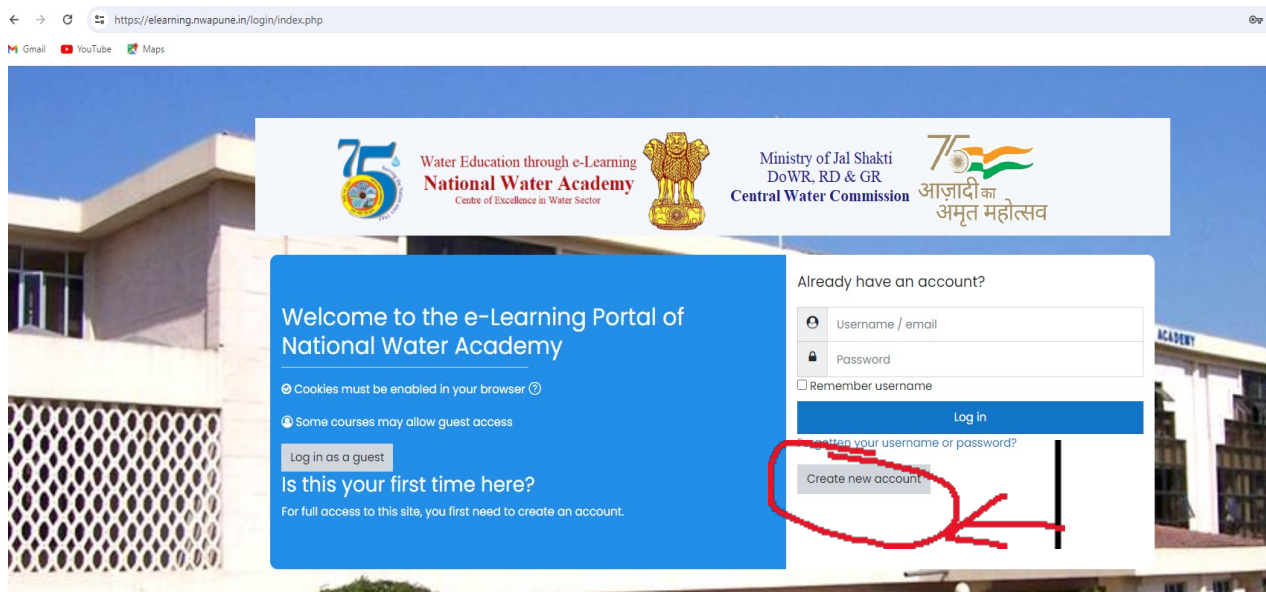 https://elearning.nwapune.in/login/index.php
Gmail YouTube Maps
75
Water Education through e-Learning
National Water Academy
Centre of Excellence in Water Sector
Ministry of Jal Shakti
DoWR, RD & GR
Central Water Commission
75
आज़ादी का
अमृत महोत्सव
Welcome to the e-Learning Portal of
National Water Academy
Cookies must be enabled in your browser
Some courses may allow guest access
Log in as a guest
Is this your first time here?
For full access to this site, you first need to create an account.
Already have an account?
Username / email
Password
Remember username
Log in
Forgotten your username or password?
Create new account
ACADEMY